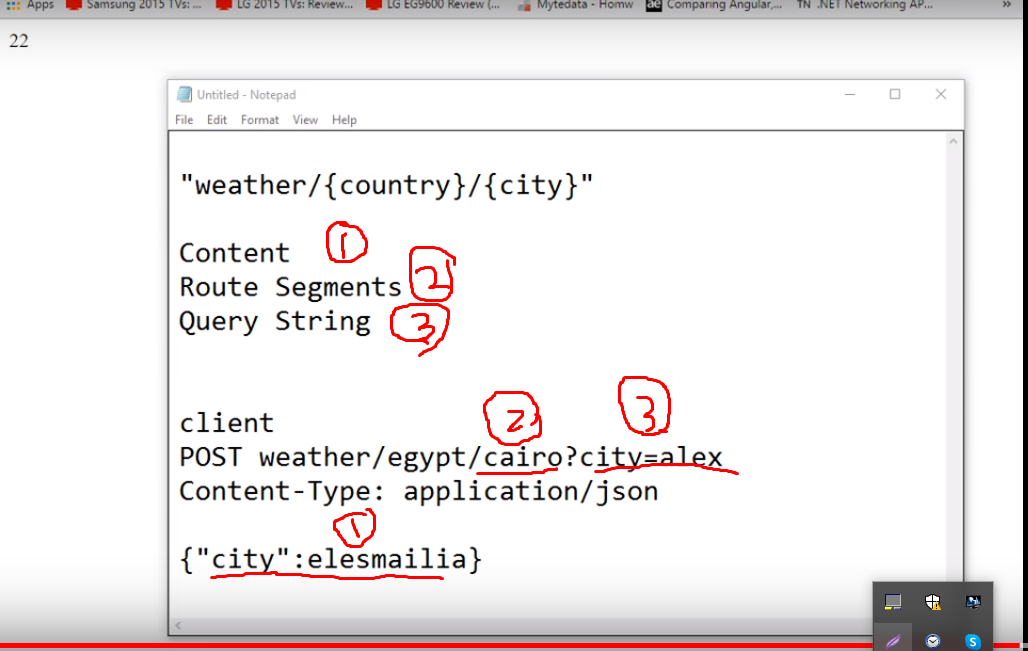 Apps Samsung 2015 TVs: ... LG 2015 TVs: Review... LG EG9600 Review (... Mytedata - Homw ae Comparing Angular,... TN .NET Networking AP... »
22
Untitled - Notepad
File Edit Format View Help
"weather/{country}/{city}"
Content 1
Route Segments 2
Query String 3
2 3
client
POST weather/egypt/cairo?city=alex
Content-Type: application/json
1
{"city":elesmailia}